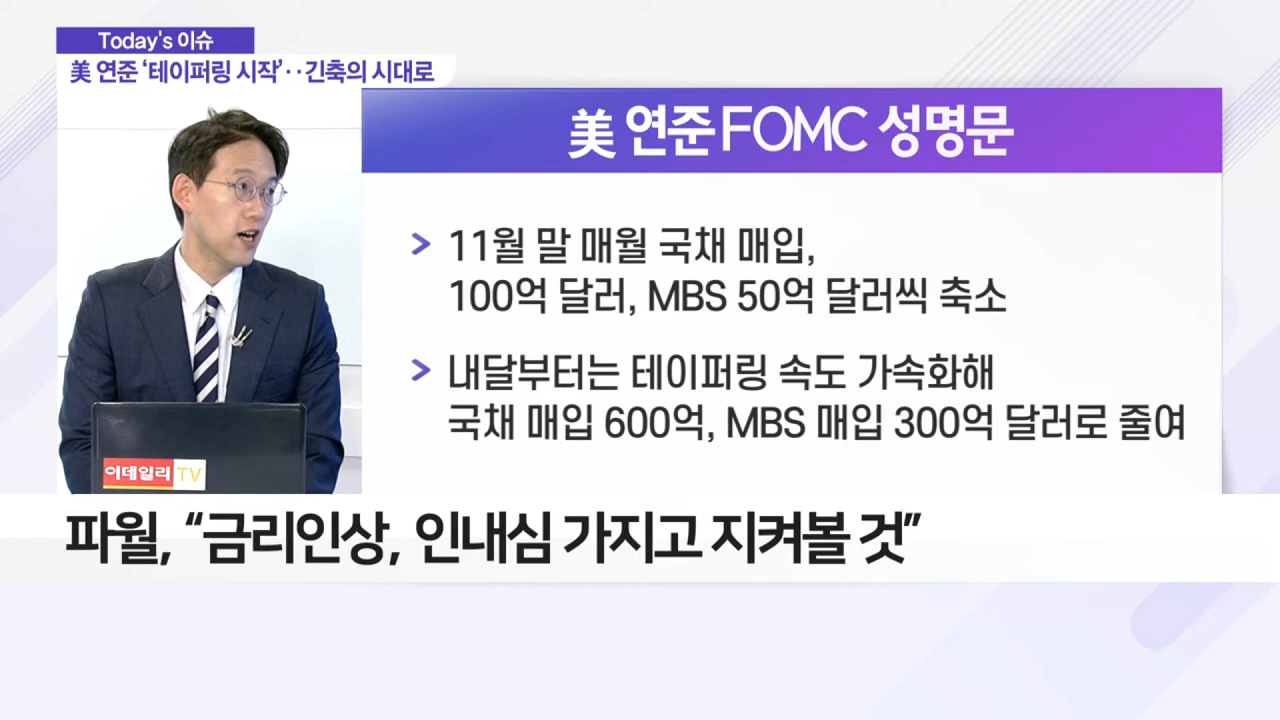 Today's 이슈
美 연준 ‘테이퍼링 시작’‥긴축의 시대로
美 연준 FOMC 성명문
> 11월 말 매월 국채 매입,
100억 달러, MBS 50억 달러씩 축소
> 내달부터는 테이퍼링 속도 가속화해
국채 매입 600억, MBS 매입 300억 달러로 줄여
이데일리 TV
파월, “금리인상, 인내심 가지고 지켜볼 것”